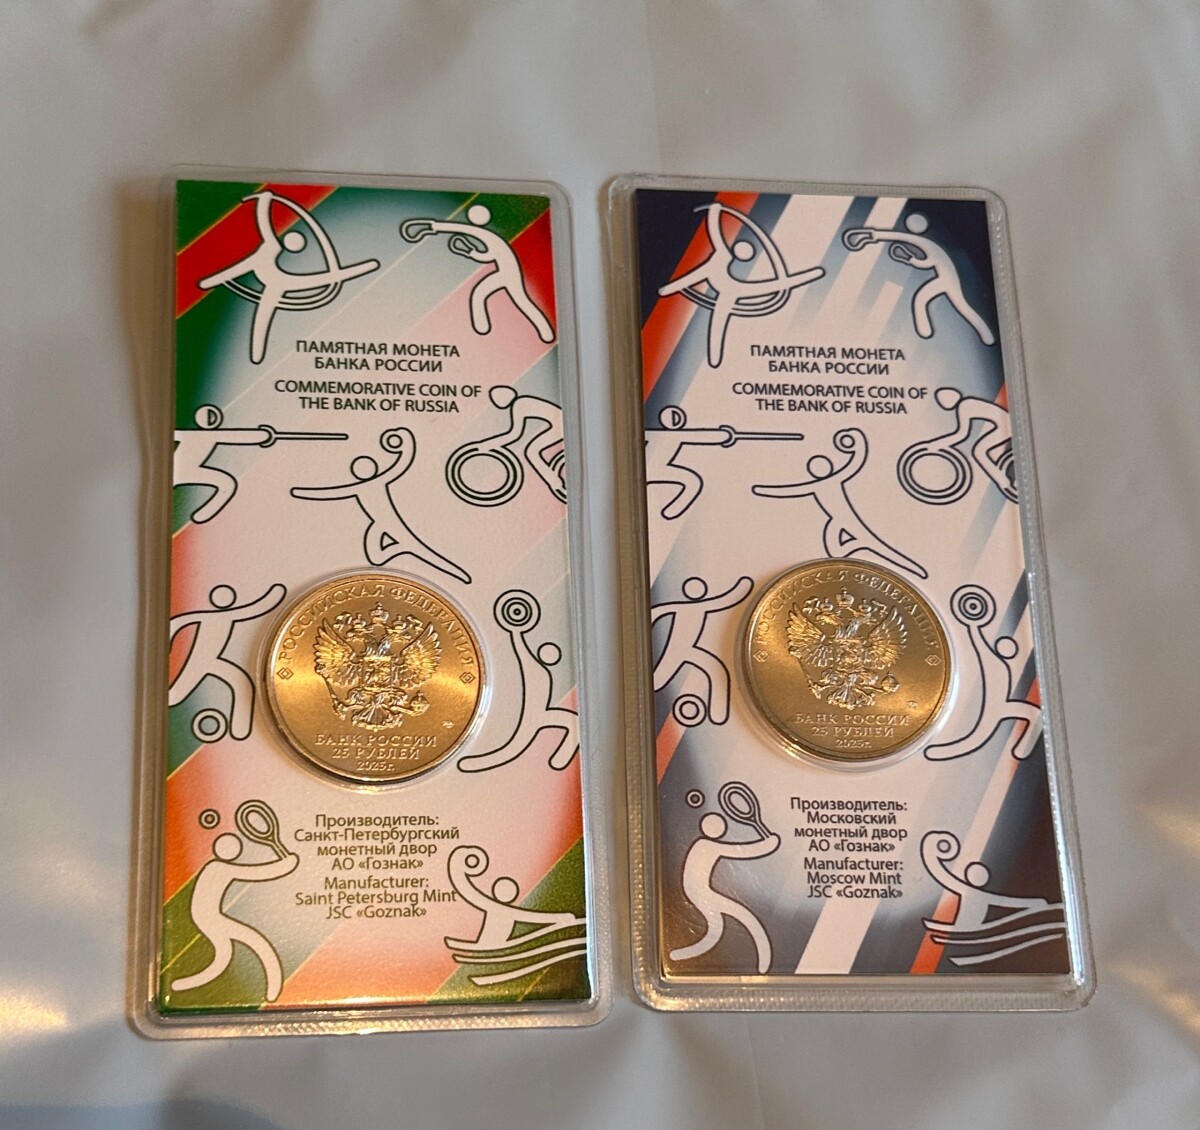 ПАМЯТНАЯ МОНЕТА
БАНКА РОССИИ
COMMEMORATIVE COIN OF
THE BANK OF RUSSIA
РОССИЙСКАЯ ФЕДЕРАЦИЯ
БАНК РОССИИ
25 РУБЛЕЙ
2025г.
Производитель:
Санкт-Петербургский
монетный двор
АО «Гознак»
Manufacturer:
Saint Petersburg Mint
JSC «Goznak»
ПАМЯТНАЯ МОНЕТА
БАНКА РОССИИ
COMMEMORATIVE COIN OF
THE BANK OF RUSSIA
РОССИЙСКАЯ ФЕДЕРАЦИЯ
БАНК РОССИИ
25 РУБЛЕЙ
2025г.
Производитель:
Московский
монетный двор
АО «Гознак»
Manufacturer:
Moscow Mint
JSC «Goznak»